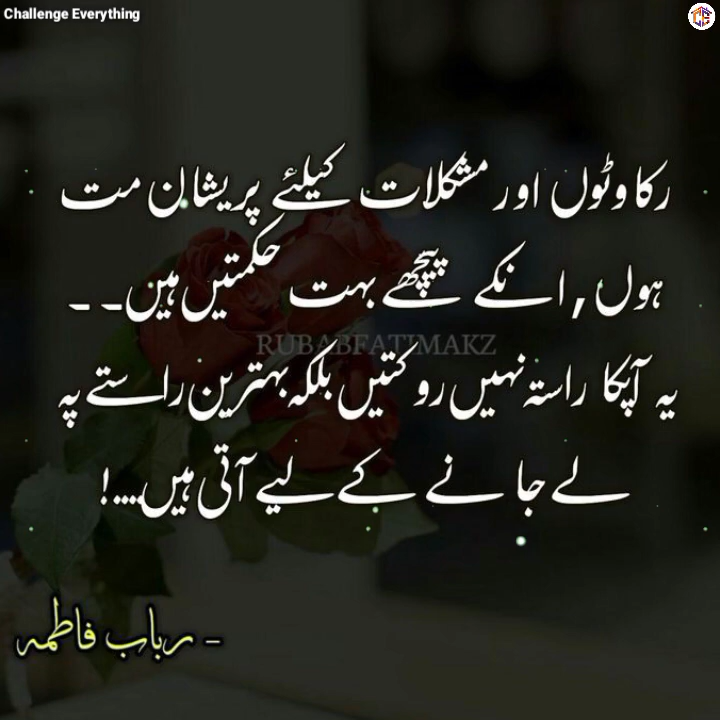 Challenge Everything
رکاوٹوں اور مشکلات کیلئے پریشان مت
ہوں , انکے پیچھے بہت حکمتیں ہیں۔ ۔
RUBABFATIMAKZ
یہ آپکا راستہ نہیں روکتیں بلکہ بہترین راستے پہ
لے جانے کے لیے آتی ہیں...!
- رباب فاطمہ